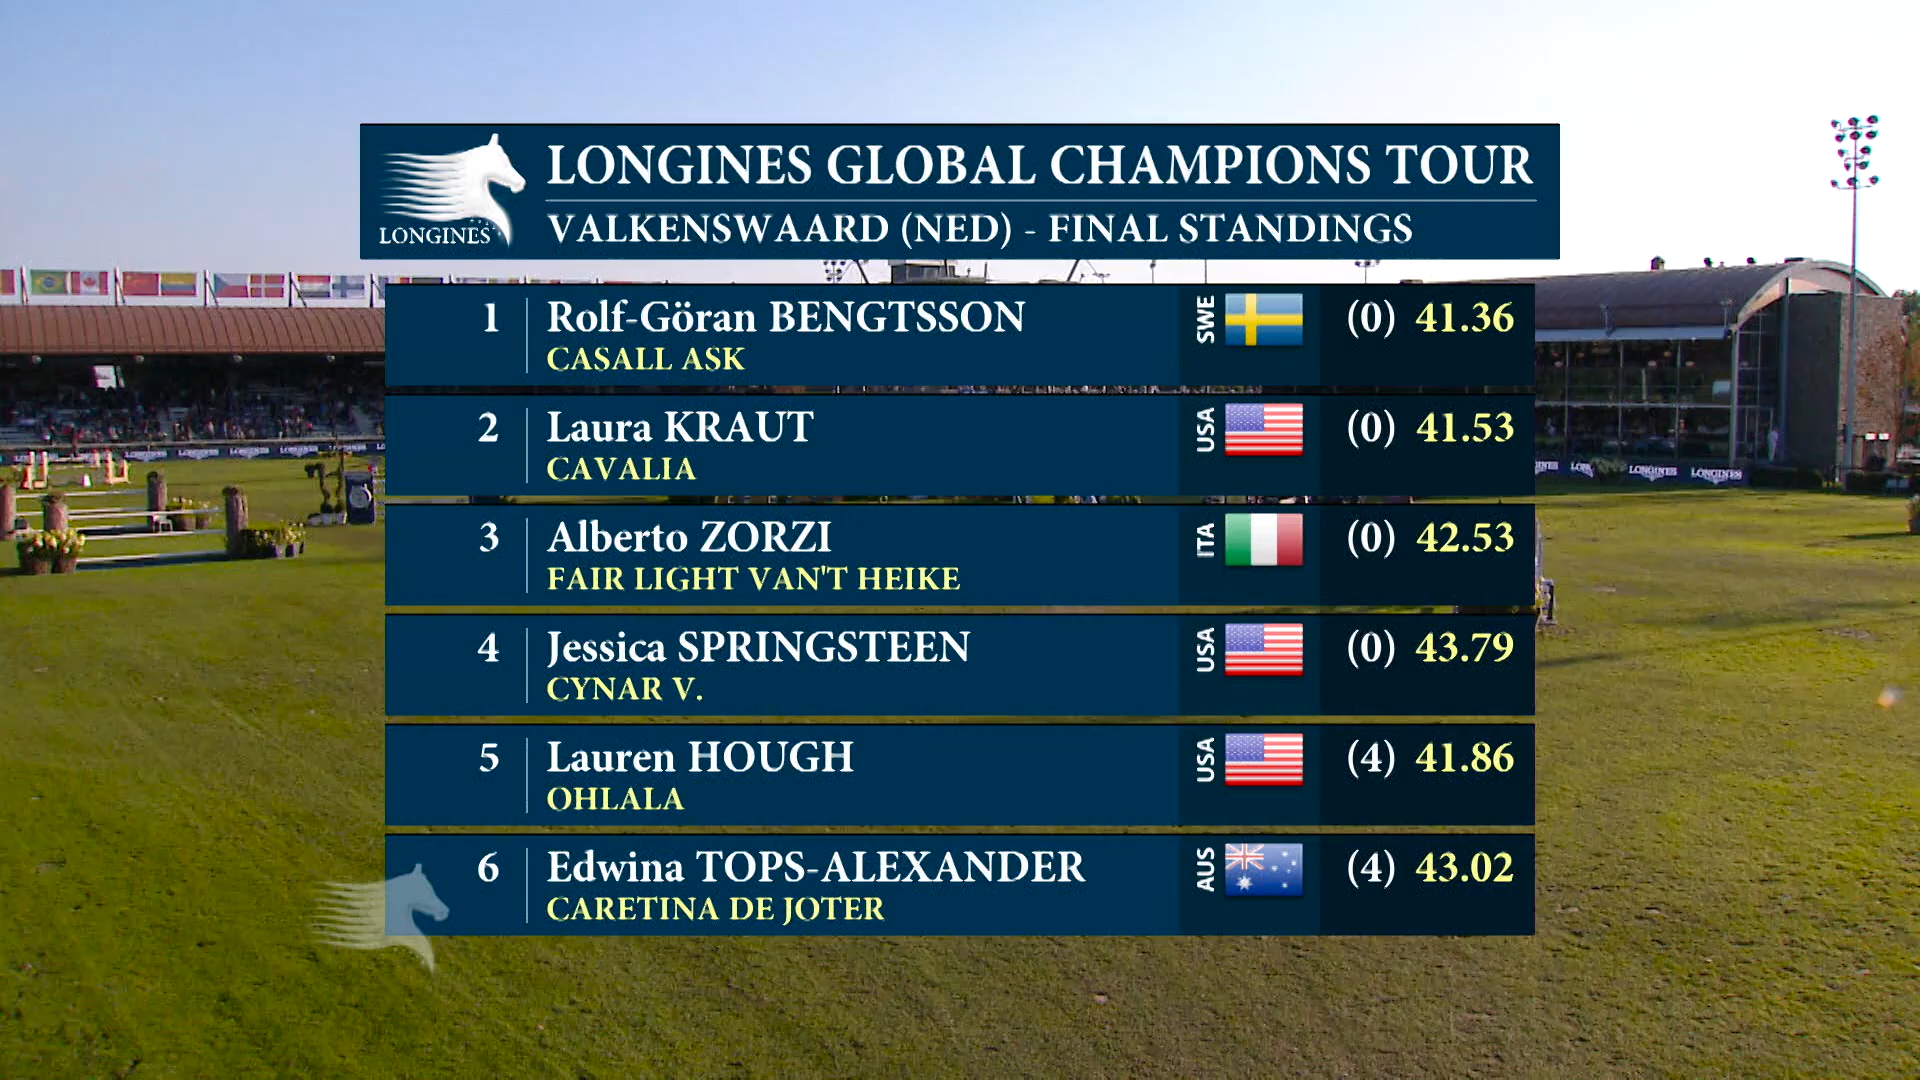 LONGINES GLOBAL CHAMPIONS TOUR
LONGINES
VALKENSWAARD (NED) - FINAL STANDINGS
1 Rolf-Göran BENGTSSON SWE (0) 41.36
CASALL ASK
2 Laura KRAUT USA (0) 41.53
CAVALIA
3 Alberto ZORZI ITA (0) 42.53
FAIR LIGHT VAN'T HEIKE
4 Jessica SPRINGSTEEN USA (0) 43.79
CYNAR V.
5 Lauren HOUGH USA (4) 41.86
OHLALA
6 Edwina TOPS-ALEXANDER AUS (4) 43.02
CARETINA DE JOTER
LONGINES LONGINES